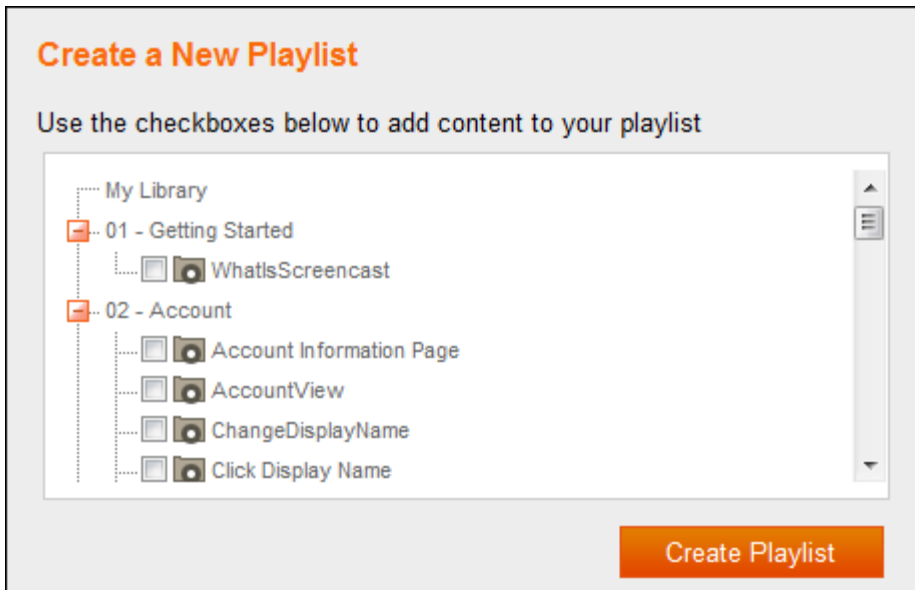 Create a New Playlist
Use the checkboxes below to add content to your playlist
My Library
01 - Getting Started
WhatIsScreencast
02 - Account
Account Information Page
AccountView
ChangeDisplayName
Click Display Name
Create Playlist